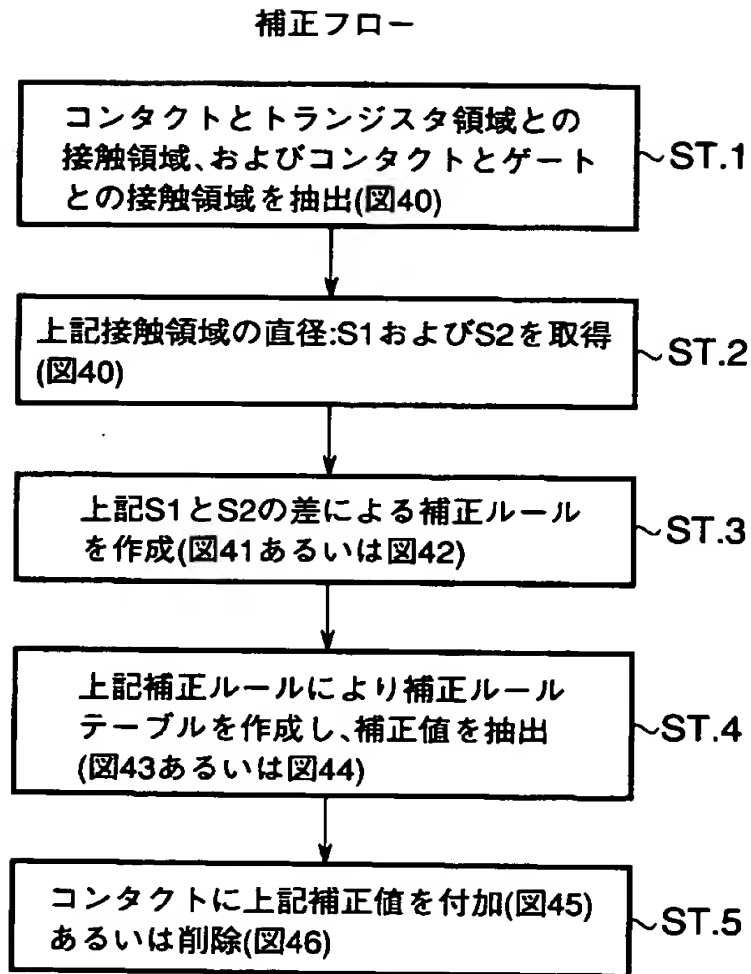 補正フロー
コンタクトとトランジスタ領域との
接触領域、およびコンタクトとゲート
との接触領域を抽出(図40)
~ST.1
上記接触領域の直径:S1およびS2を取得
(図40)
~ST.2
上記S1とS2の差による補正ルール
を作成(図41あるいは図42)
~ST.3
上記補正ルールにより補正ルール
テーブルを作成し、補正値を抽出
(図43あるいは図44)
~ST.4
コンタクトに上記補正値を付加(図45)
あるいは削除(図46)
~ST.5